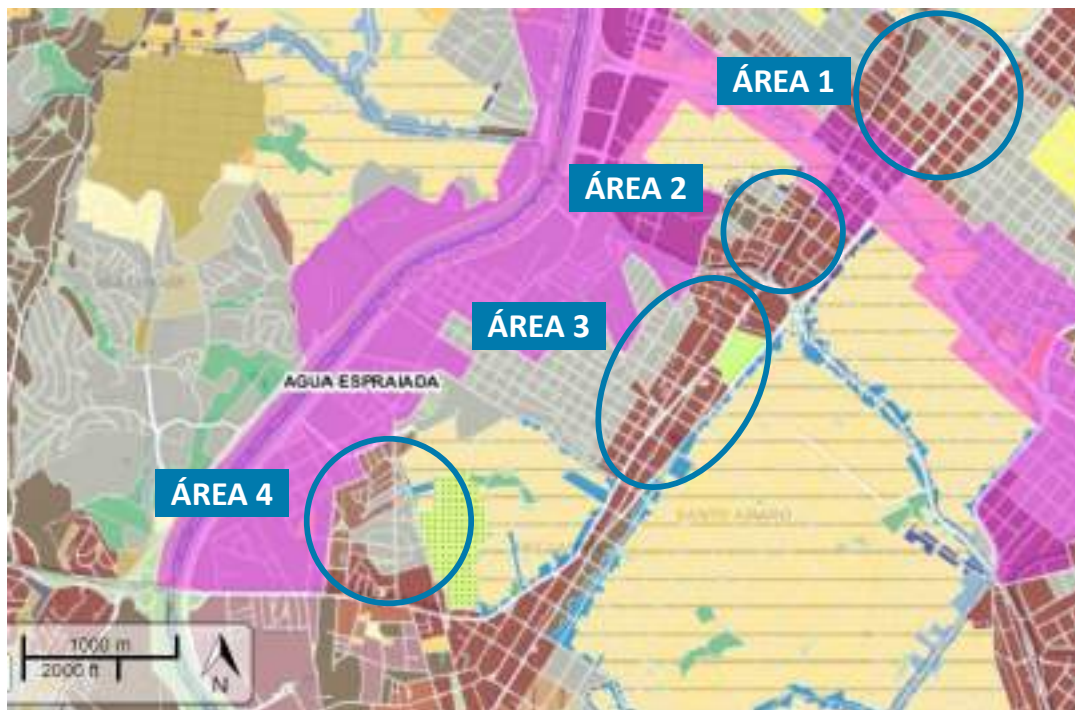 ÁREA 1
ÁREA 2
ÁREA 3
AGUA ESPRAIADA
ÁREA 4
SANTO AMARO
1000 m
2000 ft
N